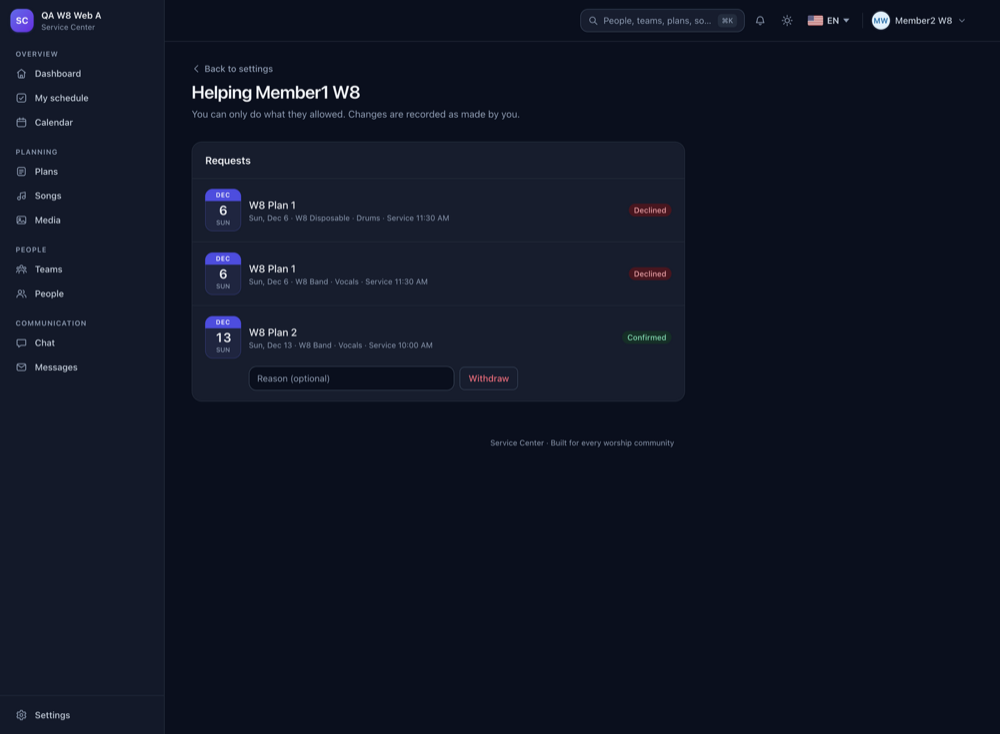 SC
QA W8 Web A
Service Center
OVERVIEW
Dashboard
My schedule
Calendar
PLANNING
Plans
Songs
Media
PEOPLE
Teams
People
COMMUNICATION
Chat
Messages
Settings
People, teams, plans, so... ⌘K
EN
MW
Member2 W8
Back to settings
Helping Member1 W8
You can only do what they allowed. Changes are recorded as made by you.
Requests
DEC
6
SUN
W8 Plan 1
Sun, Dec 6 · W8 Disposable · Drums · Service 11:30 AM
Declined
DEC
6
SUN
W8 Plan 1
Sun, Dec 6 · W8 Band · Vocals · Service 11:30 AM
Declined
DEC
13
SUN
W8 Plan 2
Sun, Dec 13 · W8 Band · Vocals · Service 10:00 AM
Confirmed
Reason (optional)
Withdraw
Service Center · Built for every worship community